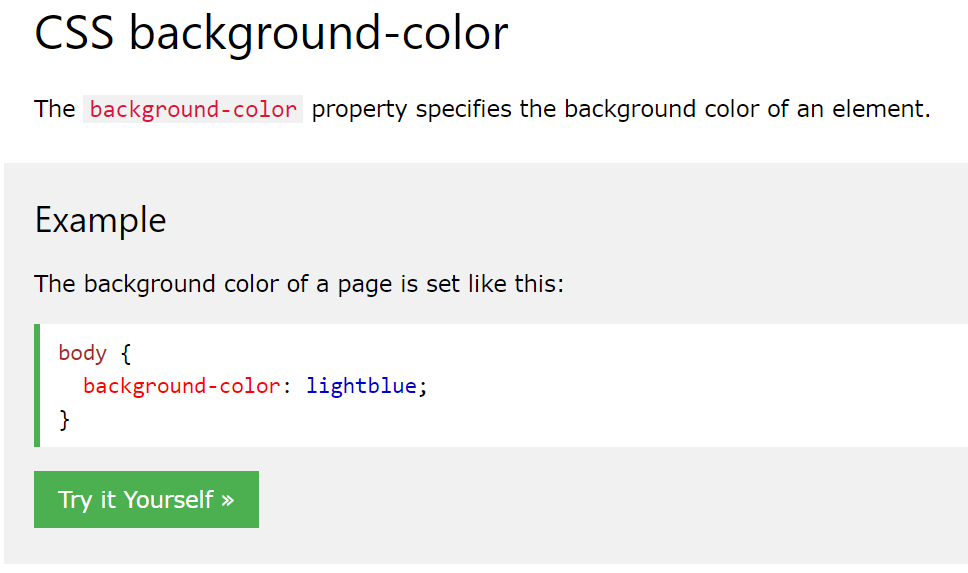 CSS background-color
The background-color property specifies the background color of an element.
Example
The background color of a page is set like this:
body {
  background-color: lightblue;
}
Try it Yourself »